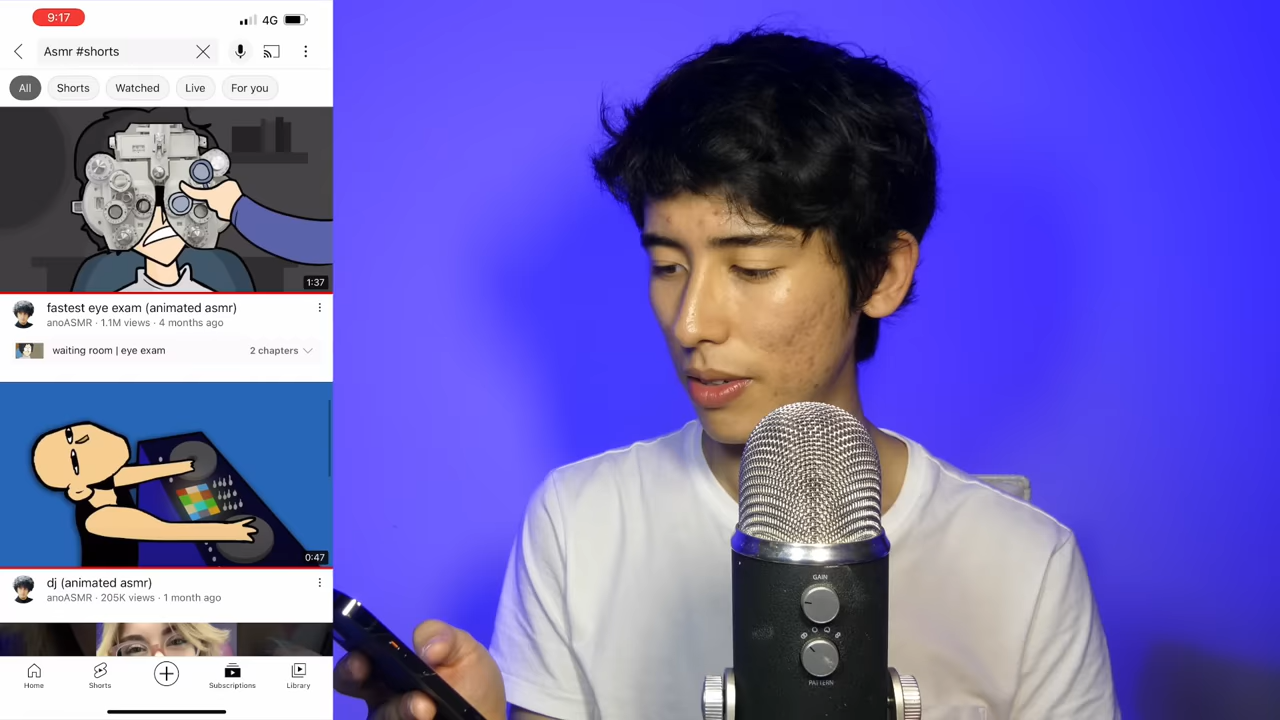 9:17
4G
Asmr #shorts
All
Shorts
Watched
Live
For you
1:37
fastest eye exam (animated asmr)
anoASMR · 1.1M views · 4 months ago
waiting room | eye exam
2 chapters
0:47
dj (animated asmr)
anoASMR · 205K views · 1 month ago
Home
Shorts
Subscriptions
Library
GAIN
PATTERN